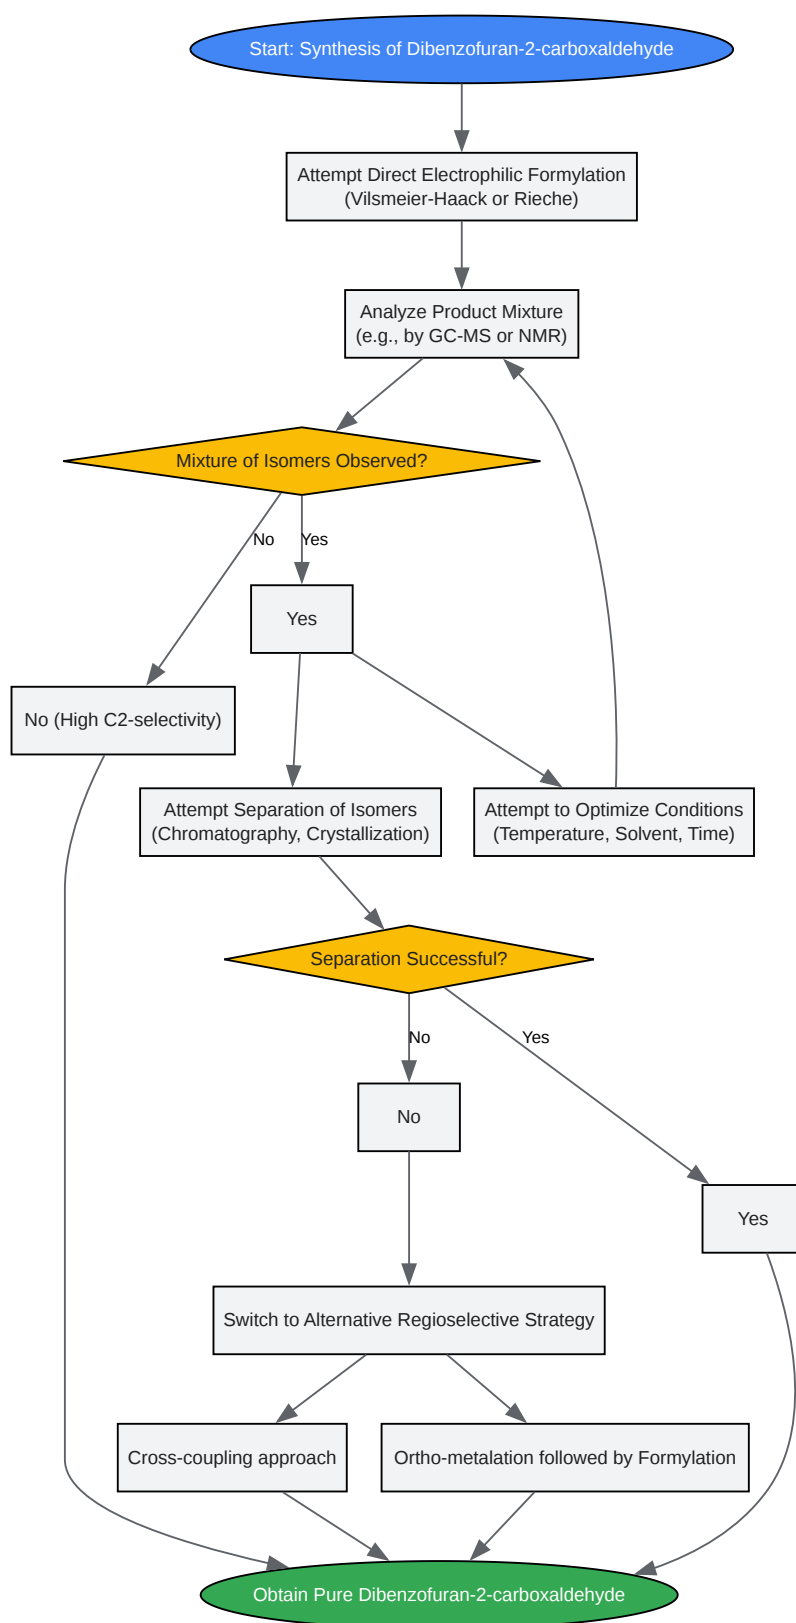 Start: Synthesis of Dibenzofuran-2-carboxaldehyde
Attempt Direct Electrophilic Formylation
(Vilsmeier-Haack or Rieche)
Analyze Product Mixture
(e.g., by GC-MS or NMR)
Mixture of Isomers Observed?
No
Yes
Yes
No (High C2-selectivity)
Attempt Separation of Isomers
(Chromatography, Crystallization)
Attempt to Optimize Conditions
(Temperature, Solvent, Time)
Separation Successful?
No
Yes
No
Yes
Switch to Alternative Regioselective Strategy
Cross-coupling approach
Ortho-metalation followed by Formylation
Obtain Pure Dibenzofuran-2-carboxaldehyde